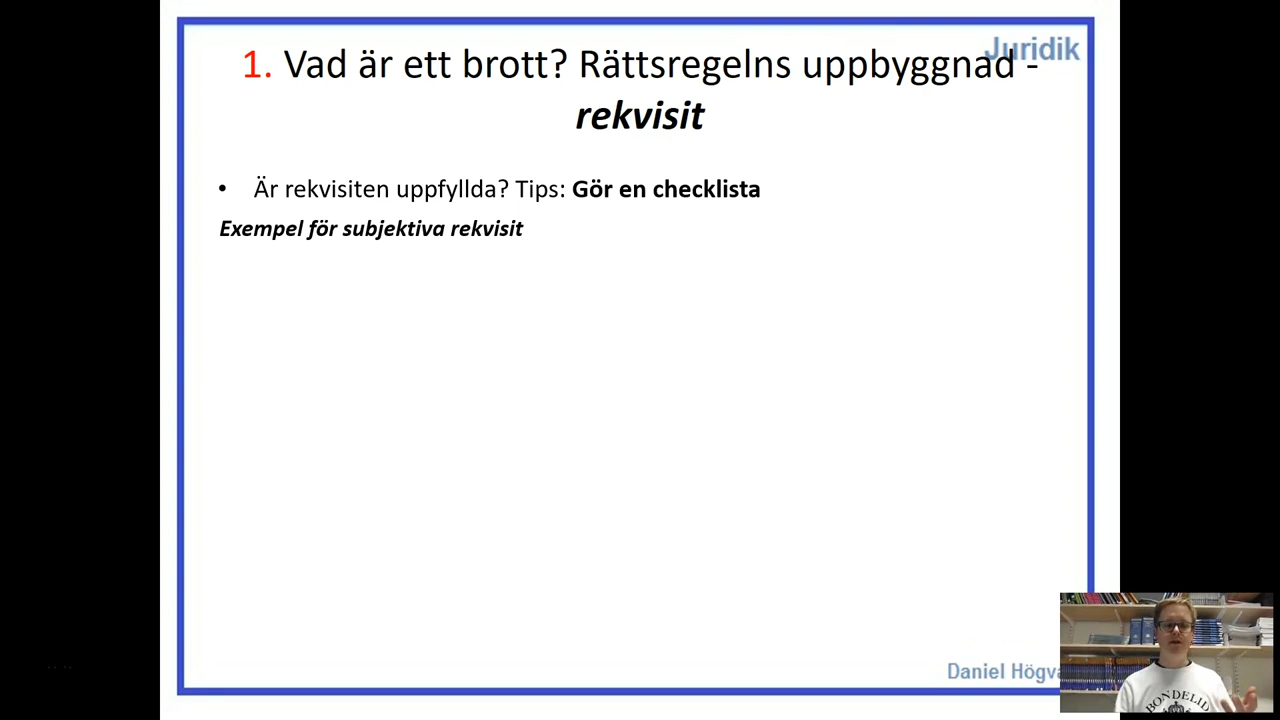 Juridik
1. Vad är ett brott? Rättsregelns uppbyggnad -
rekvisit
• Är rekvisiten uppfyllda? Tips: Gör en checklista
Exempel för subjektiva rekvisit
Daniel
BONDELID